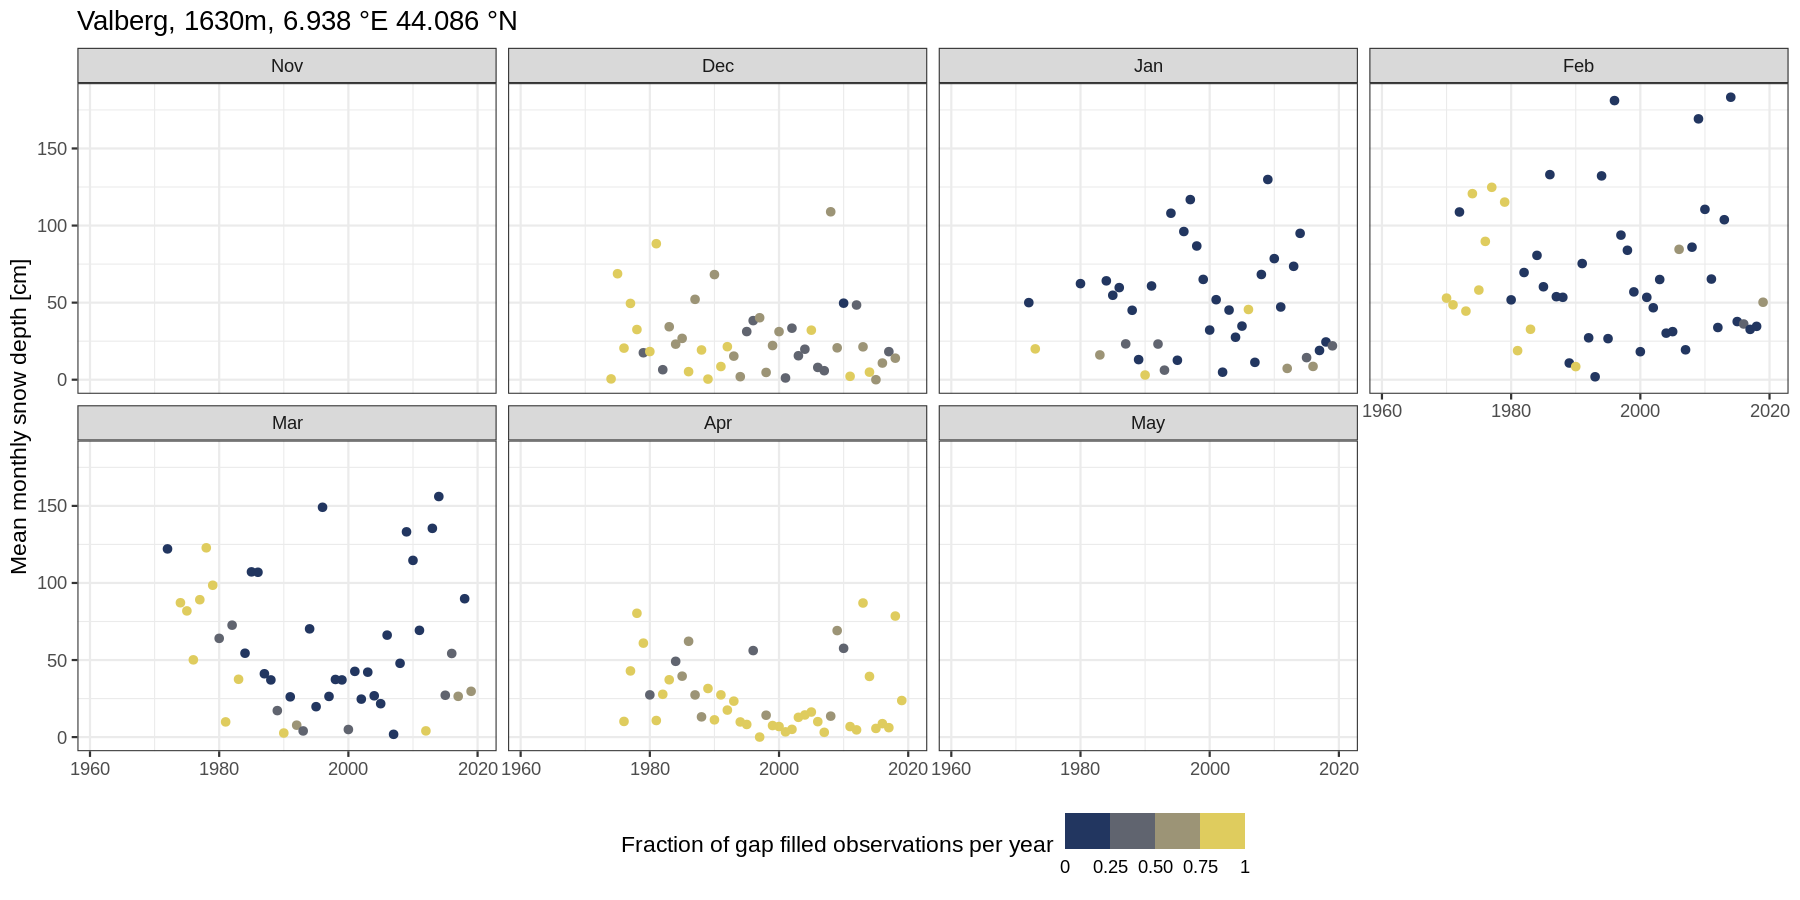 Valberg, 1630m, 6.938 °E 44.086 °N
Nov
Dec
Jan
Feb
150
100
50
0
1960
1980
2000
2020
Mar
Apr
May
150
100
50
0
1960
1980
2000
2020
1960
1980
2000
2020
1960
1980
2000
2020
Mean monthly snow depth [cm]
Fraction of gap filled observations per year
0
0.25
0.50
0.75
1